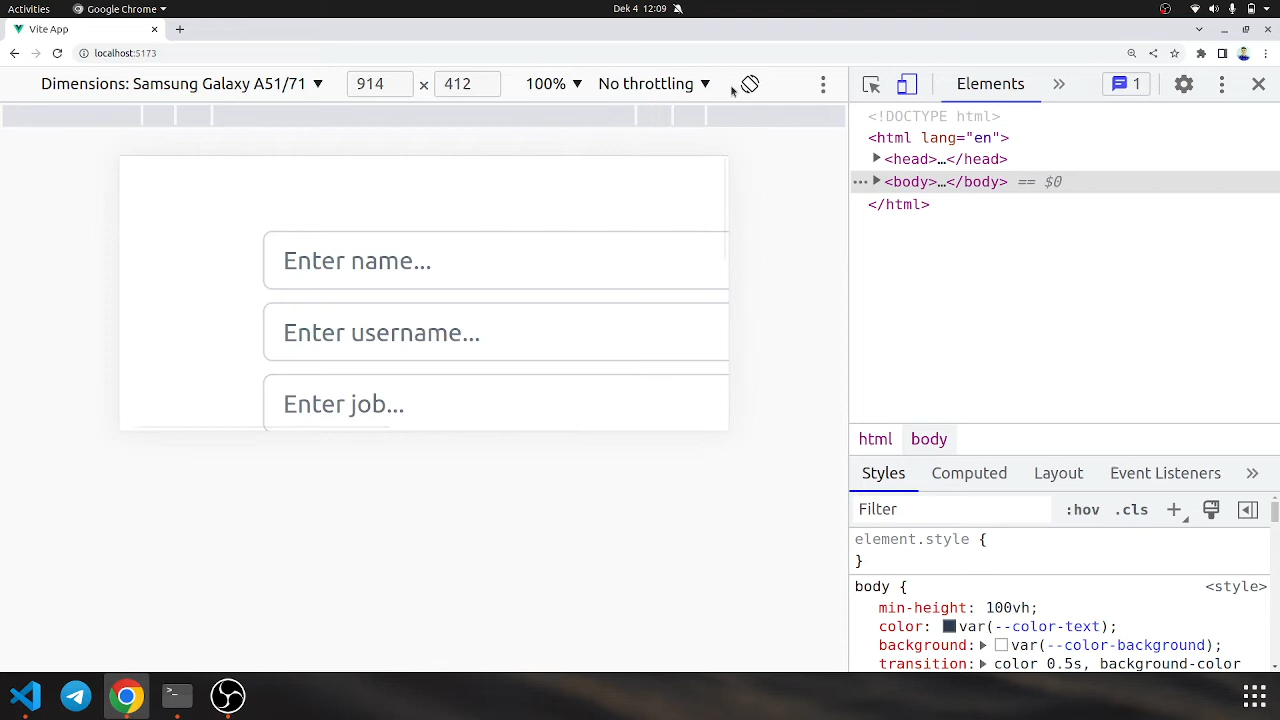 Activities
Google Chrome
Dek 4 12:09
Vite App
localhost:5173
Dimensions: Samsung Galaxy A51/71
914 × 412
100%
No throttling
Elements
1
<!DOCTYPE html>
<html lang="en">
<head>…</head>
<body>…</body> == $0
</html>
Enter name...
Enter username...
Enter job...
html body
Styles Computed Layout Event Listeners
Filter
:hov .cls
element.style {
}
body { <style>
min-height: 100vh;
color: var(--color-text);
background: var(--color-background);
transition: color 0.5s, background-color